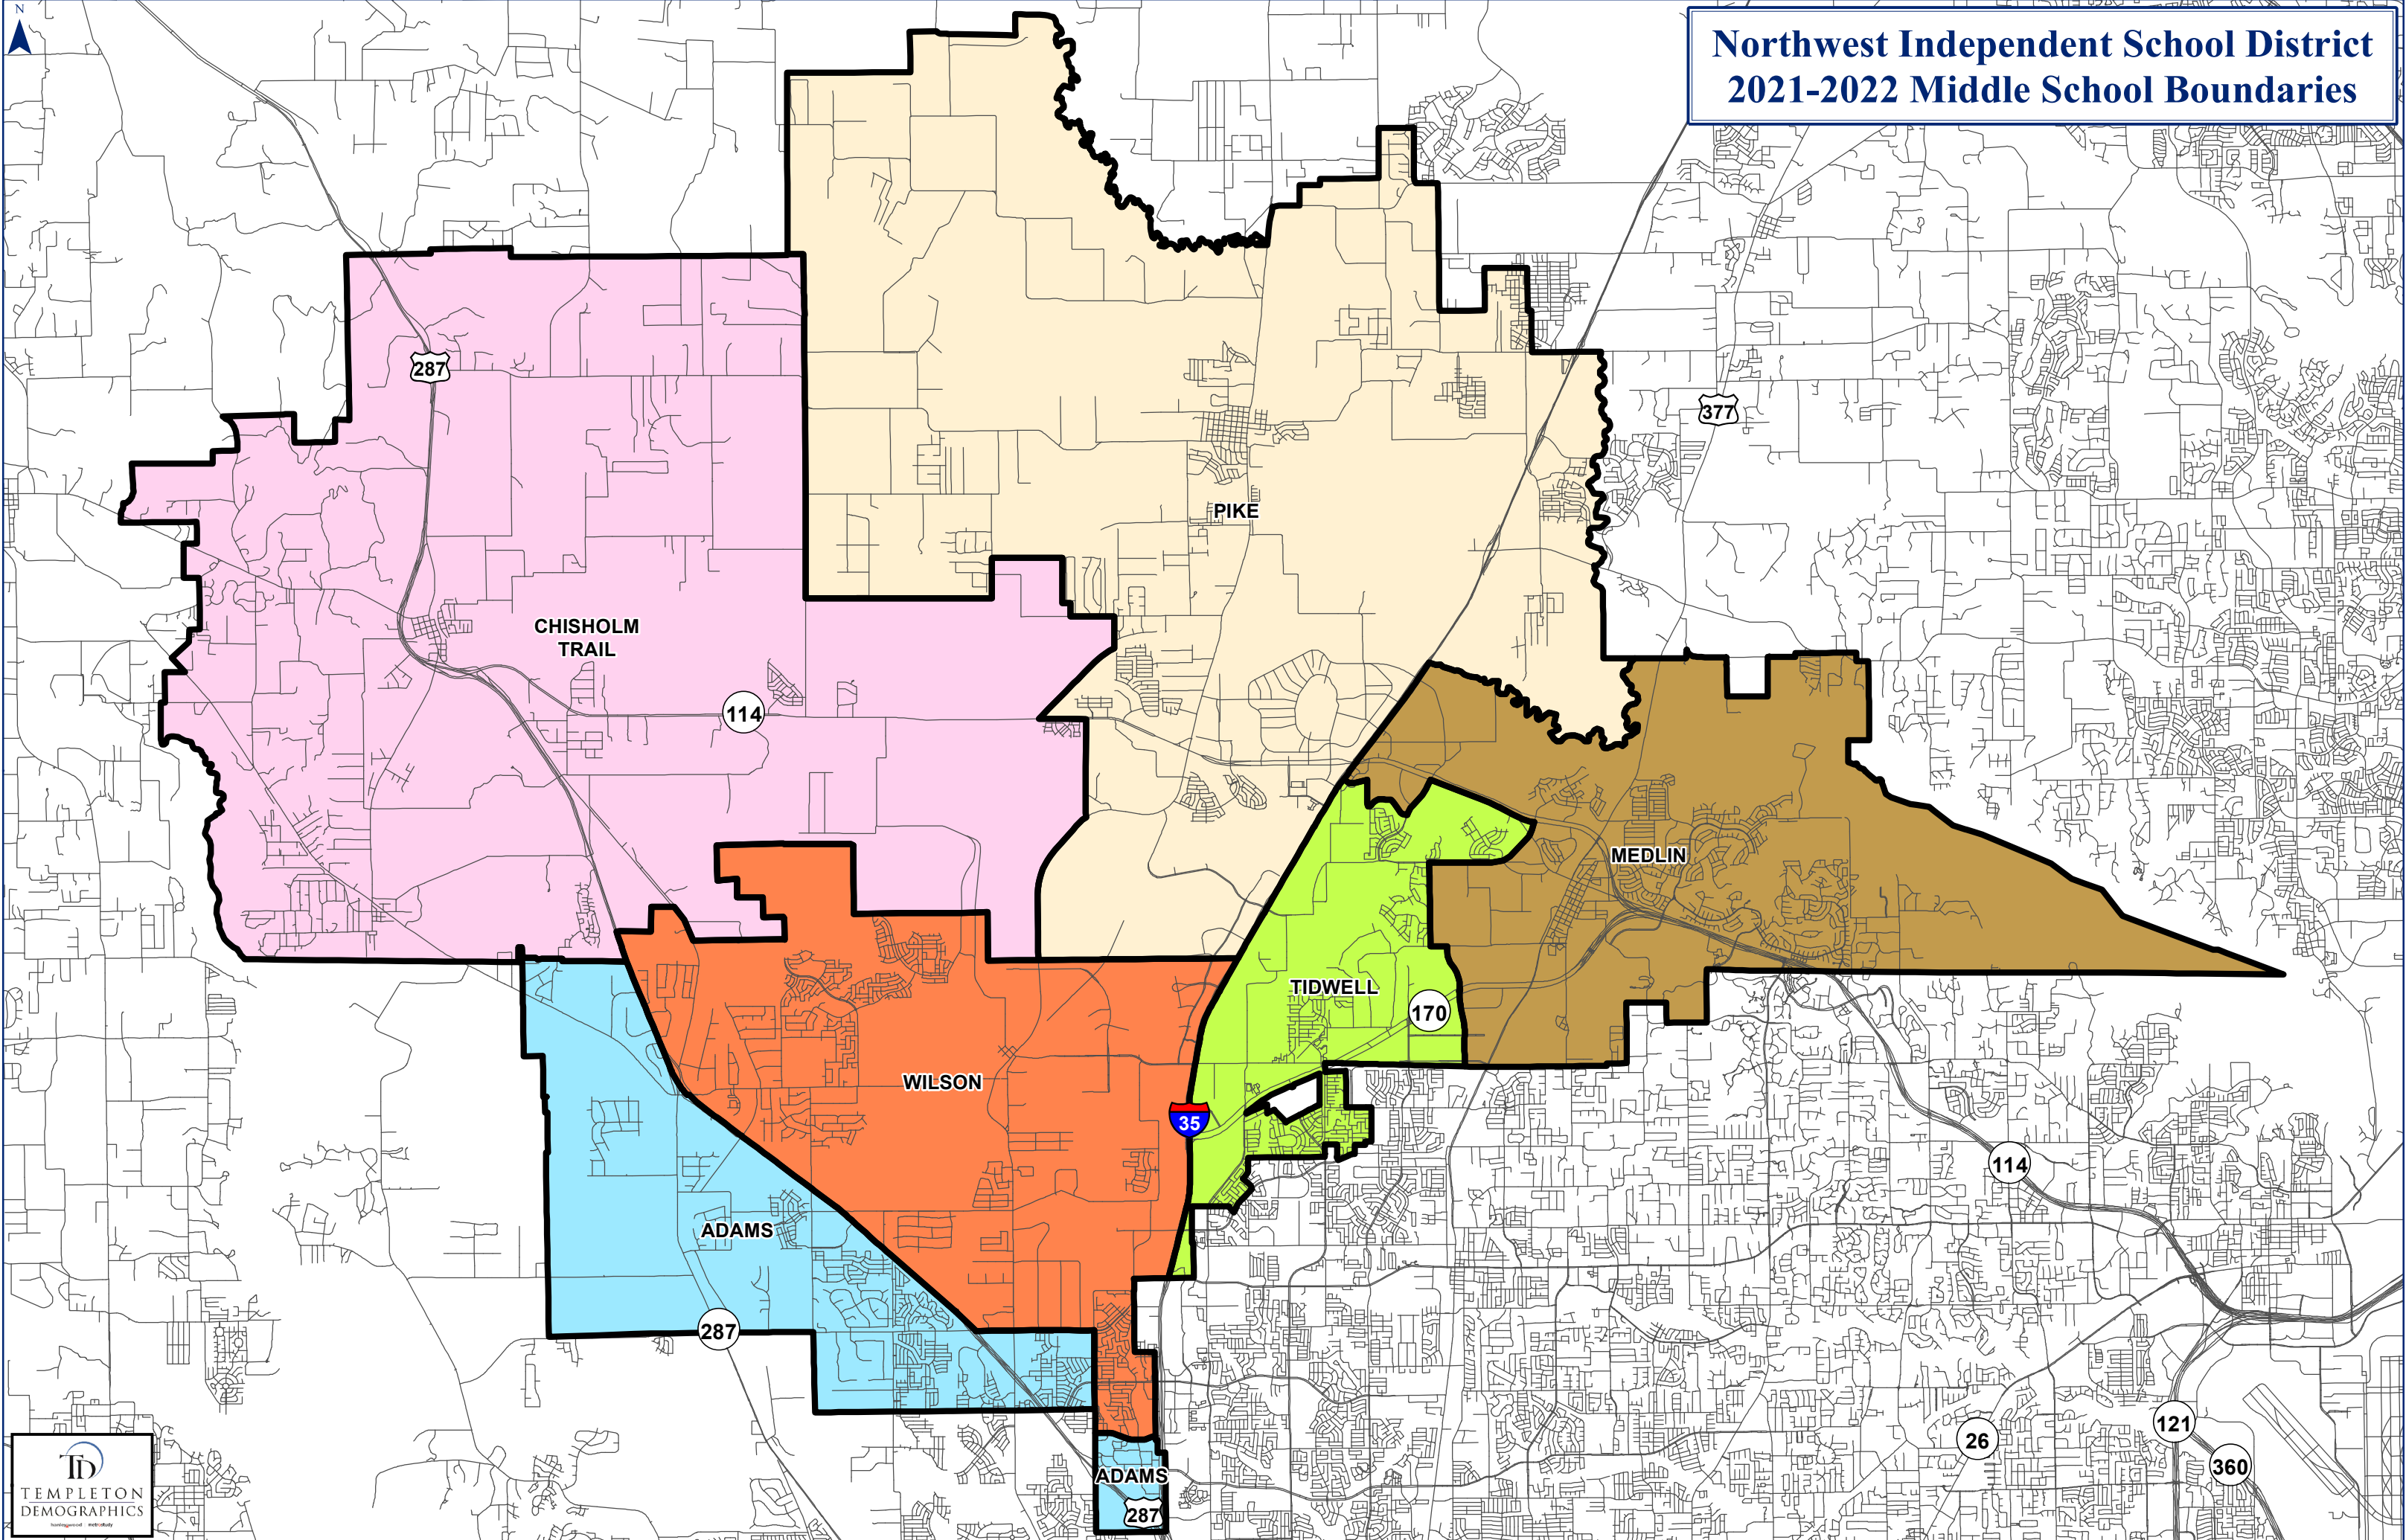 N
Northwest Independent School District
2021-2022 Middle School Boundaries
287
377
PIKE
CHISHOLM
TRAIL
114
MEDLIN
TIDWELL
170
WILSON
35
114
ADAMS
287
121
26
360
ADAMS
287
TD
TEMPLETON
DEMOGRAPHICS